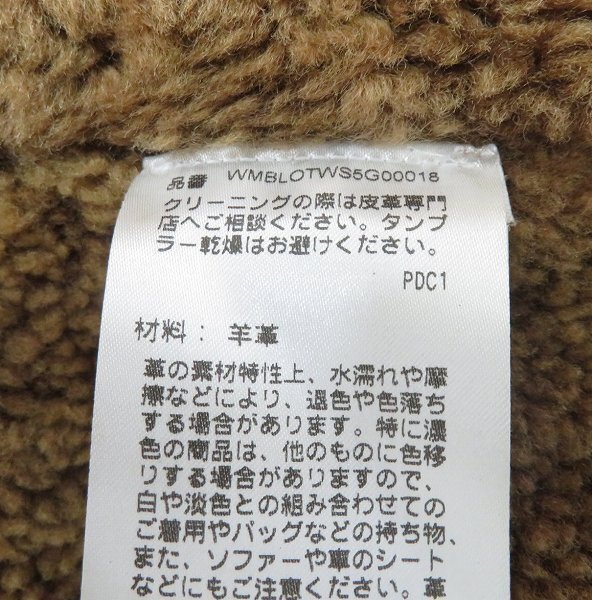 品番 WMBLOTWS5G00018
クリーニングの際は皮革専門
店へご相談ください。タンブ
ラー乾燥はお避けください。
PDC1
材料: 羊革
革の素材特性上、水濡れや摩
擦などにより、退色や色落ち
する場合があります。特に濃
色の商品は、他のものに色移
りする場合がありますので、
白や淡色との組み合わせての
ご着用やバッグなどの持ち物、
また、ソファーや車のシート
などにもご注意ください。革